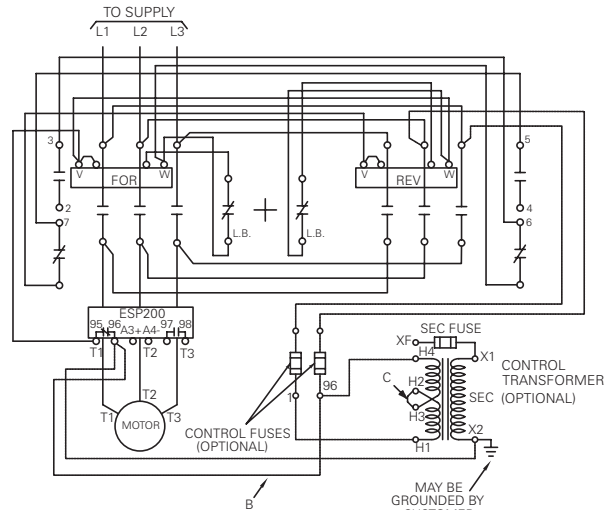 TO SUPPLY
L1 L2 L3
3
5
V W
FOR
V W
REV
2
7
4
6
L.B.
L.B.
ESP200
95 96 A3+ A4- 97 98
T1 T2 T3
T2
T1 T3
MOTOR
CONTROL FUSES
(OPTIONAL)
1
96
XF
SEC FUSE
H4
X1
C
H2
H3
SEC
H1
X2
CONTROL
TRANSFORMER
(OPTIONAL)
B
MAY BE
GROUNDED BY